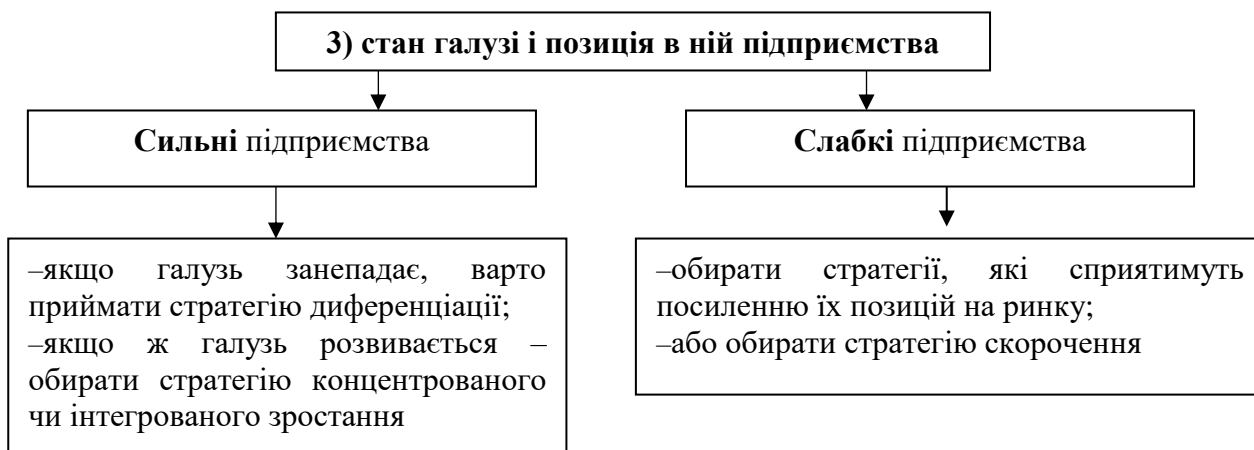 3) стан галузі і позиція в ній підприємства
Сильні підприємства
Слабкі підприємства
–якщо галузь занепадає, варто
приймати стратегію диференціації;
–якщо ж галузь розвивається –
обирати стратегію концентрованого
чи інтегрованого зростання
–обирати стратегії, які сприятимуть
посиленню їх позицій на ринку;
–або обирати стратегію скорочення